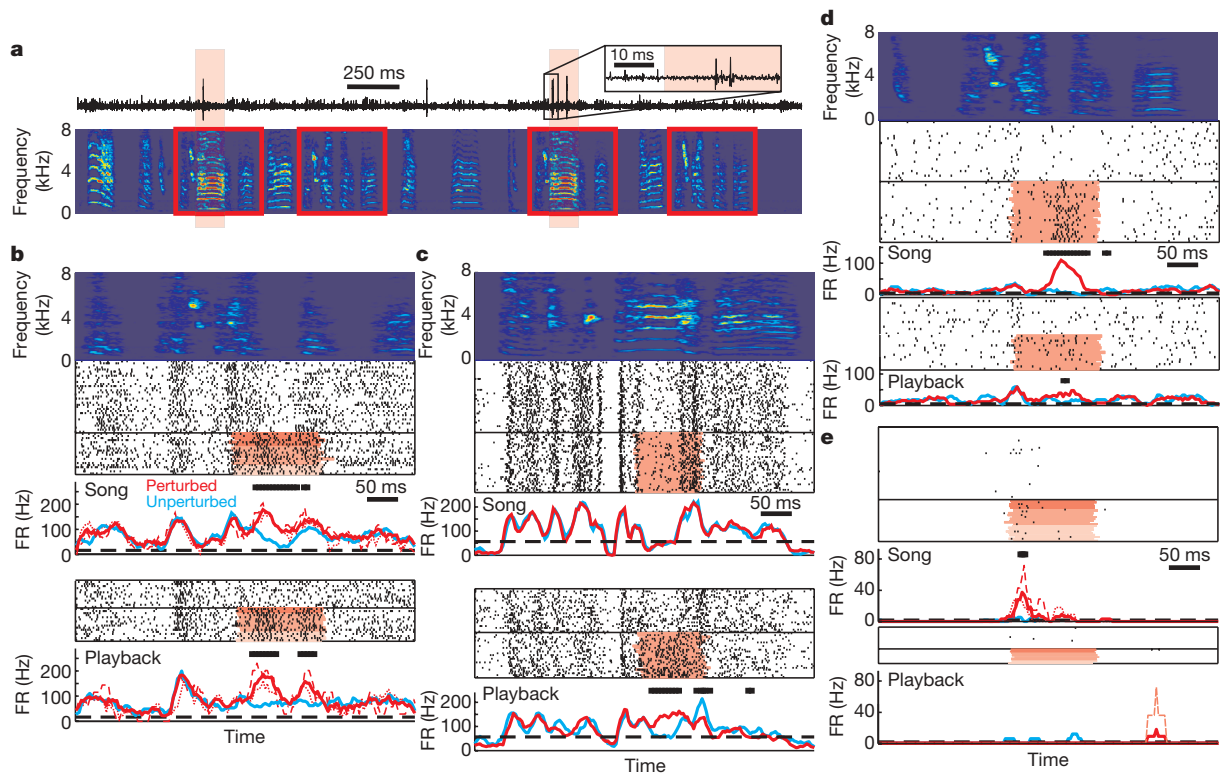 a
250 ms
10 ms
Frequency
(kHz)
8
4
0
b
Frequency
(kHz)
8
4
0
Song
Perturbed
Unperturbed
50 ms
FR (Hz)
200
100
0
Playback
FR (Hz)
200
100
0
Time
c
Frequency
(kHz)
8
4
0
Song
50 ms
FR (Hz)
200
100
0
Playback
FR (Hz)
200
100
0
Time
d
Frequency
(kHz)
8
4
0
Song
50 ms
FR (Hz)
100
0
Playback
FR (Hz)
100
0
e
Song
50 ms
FR (Hz)
80
40
0
Playback
FR (Hz)
80
40
0
Time